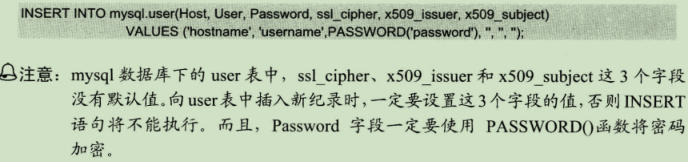 INSERT INTO mysql.user(Host, User, Password, ssl_cipher, x509_issuer, x509_subject)
VALUES ('hostname', 'username',PASSWORD('password'), '', '', '');
注意：mysql 数据库下的 user 表中，ssl_cipher、x509_issuer 和 x509_subject 这 3 个字段
没有默认值。向 user 表中插入新纪录时，一定要设置这 3 个字段的值，否则 INSERT
语句将不能执行。而且，Password 字段一定要使用 PASSWORD()函数将密码
加密。